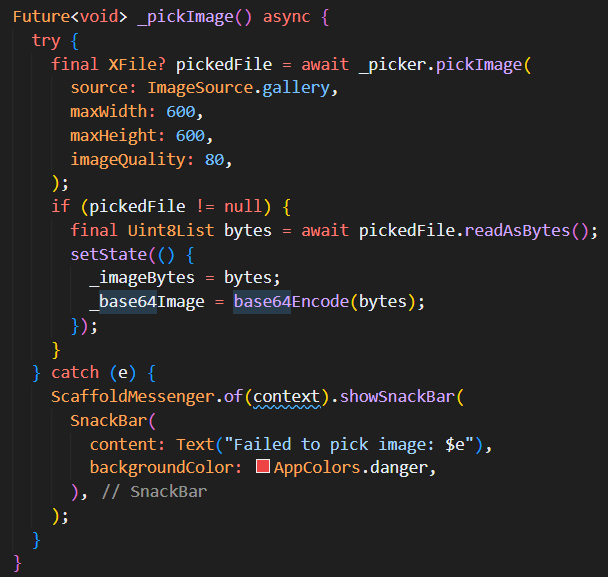 Future<void> _pickImage() async {
  try {
    final XFile? pickedFile = await _picker.pickImage(
      source: ImageSource.gallery,
      maxWidth: 600,
      maxHeight: 600,
      imageQuality: 80,
    );
    if (pickedFile != null) {
      final Uint8List bytes = await pickedFile.readAsBytes();
      setState(() {
        _imageBytes = bytes;
        _base64Image = base64Encode(bytes);
      });
    }
  } catch (e) {
    ScaffoldMessenger.of(context).showSnackBar(
      SnackBar(
        content: Text("Failed to pick image: $e"),
        backgroundColor: AppColors.danger,
      ), // SnackBar
    );
  }
}